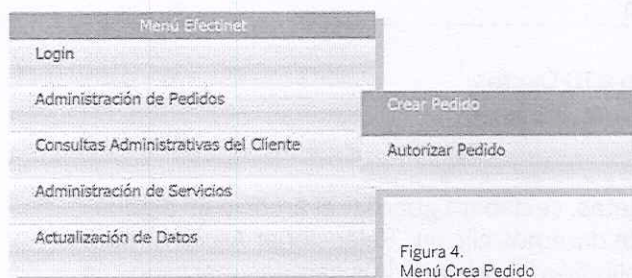 Menú Efectinet
Login
Administración de Pedidos
Crear Pedido
Consultas Administrativas del Cliente
Autorizar Pedido
Administración de Servicios
Actualización de Datos
Figura 4.
Menú Crea Pedido